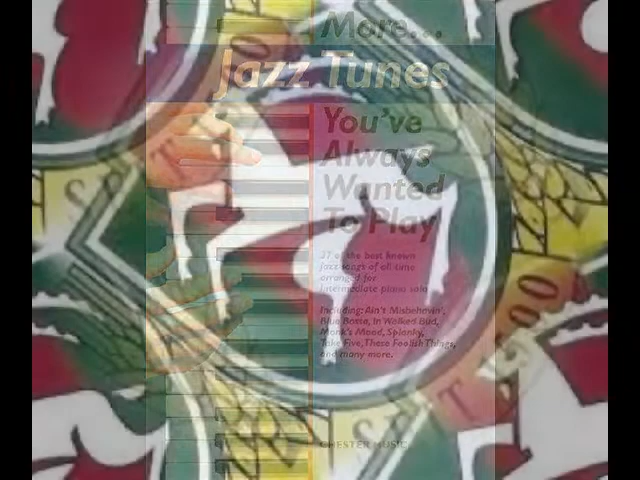 More...
Jazz Tunes
You've
Always
Wanted
To Play
37 of the best known
jazz songs of all time
arranged for
intermediate piano solo
Including: Ain't Misbehavin',
Blue Bossa, In Walked Bud,
Monk's Mood, Splanky,
Take Five, These Foolish Things,
and many more.
CHESTER MUSIC